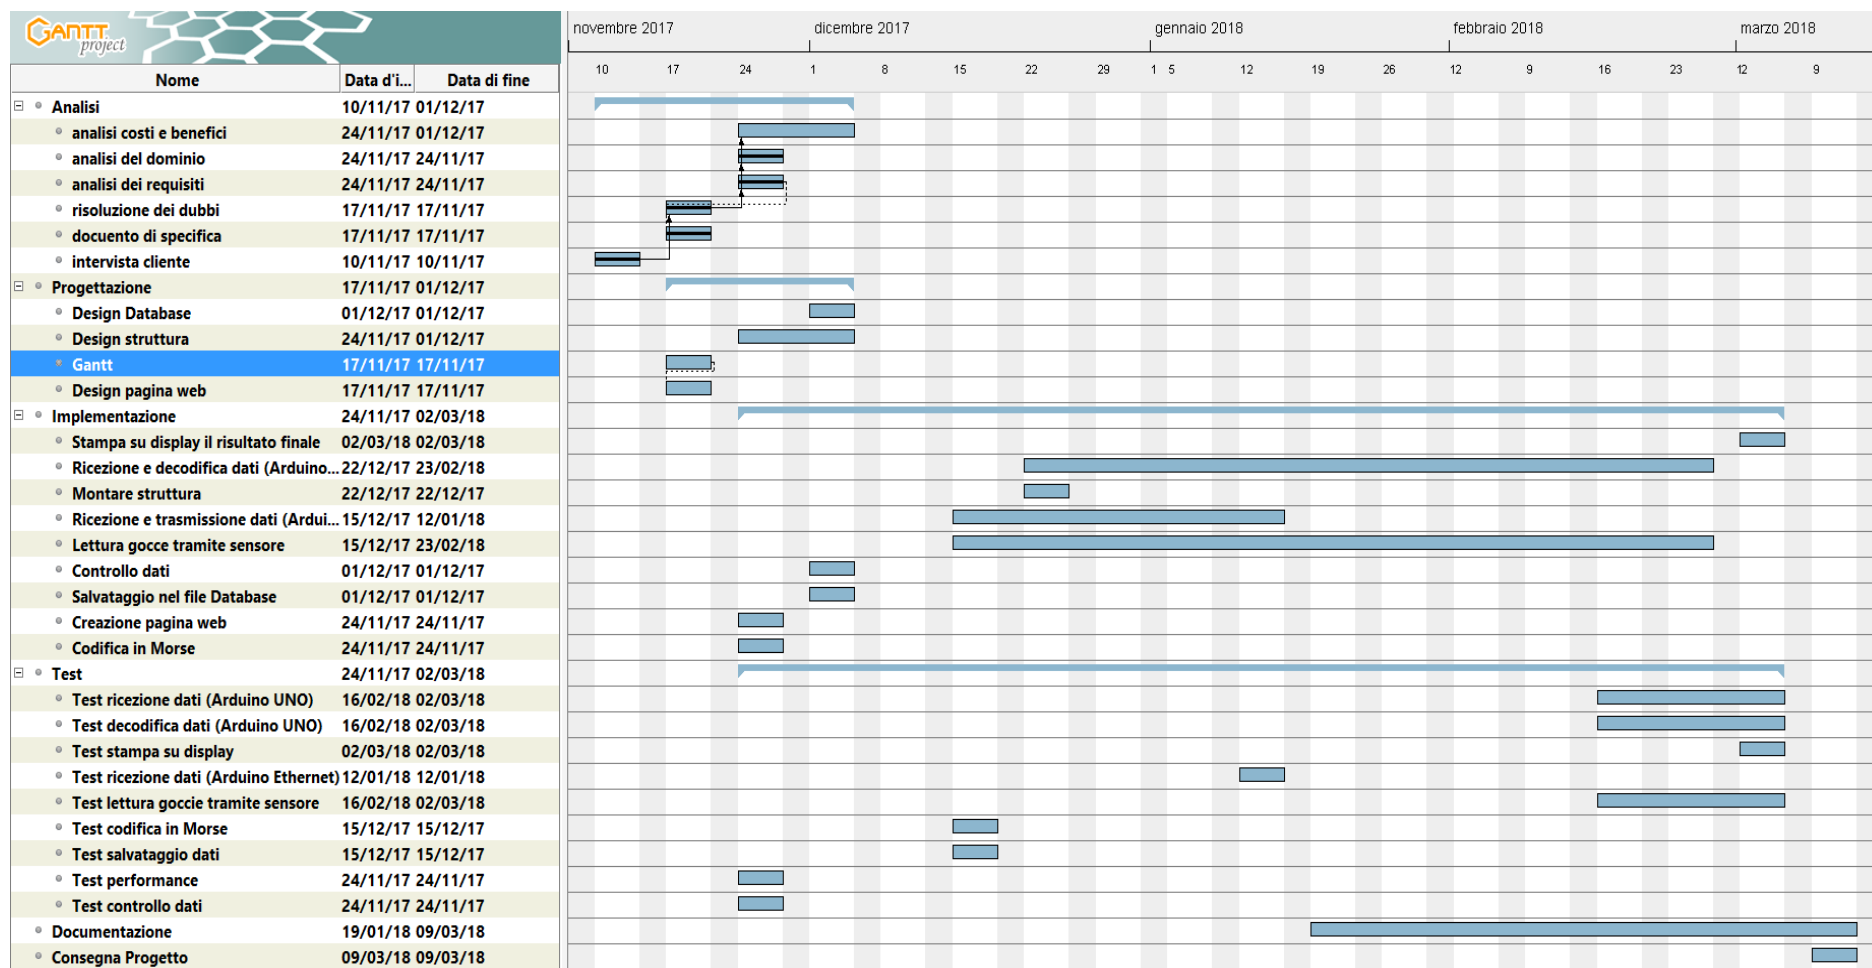 GANTT project
novembre 2017 dicembre 2017 gennaio 2018 febbraio 2018 marzo 2018
Nome Data d'i... Data di fine 10 17 24 1 8 15 22 29 1 5 12 19 26 12 9 16 23 12 9
Analisi 10/11/17 01/12/17
analisi costi e benefici 24/11/17 01/12/17
analisi del dominio 24/11/17 24/11/17
analisi dei requisiti 24/11/17 24/11/17
risoluzione dei dubbi 17/11/17 17/11/17
docuento di specifica 17/11/17 17/11/17
intervista cliente 10/11/17 10/11/17
Progettazione 17/11/17 01/12/17
Design Database 01/12/17 01/12/17
Design struttura 24/11/17 01/12/17
Gantt 17/11/17 17/11/17
Design pagina web 17/11/17 17/11/17
Implementazione 24/11/17 02/03/18
Stampa su display il risultato finale 02/03/18 02/03/18
Ricezione e decodifica dati (Arduino... 22/12/17 23/02/18
Montare struttura 22/12/17 22/12/17
Ricezione e trasmissione dati (Ardui... 15/12/17 12/01/18
Lettura gocce tramite sensore 15/12/17 23/02/18
Controllo dati 01/12/17 01/12/17
Salvataggio nel file Database 01/12/17 01/12/17
Creazione pagina web 24/11/17 24/11/17
Codifica in Morse 24/11/17 24/11/17
Test 24/11/17 02/03/18
Test ricezione dati (Arduino UNO) 16/02/18 02/03/18
Test decodifica dati (Arduino UNO) 16/02/18 02/03/18
Test stampa su display 02/03/18 02/03/18
Test ricezione dati (Arduino Ethernet) 12/01/18 12/01/18
Test lettura goccie tramite sensore 16/02/18 02/03/18
Test codifica in Morse 15/12/17 15/12/17
Test salvataggio dati 15/12/17 15/12/17
Test performance 24/11/17 24/11/17
Test controllo dati 24/11/17 24/11/17
Documentazione 19/01/18 09/03/18
Consegna Progetto 09/03/18 09/03/18